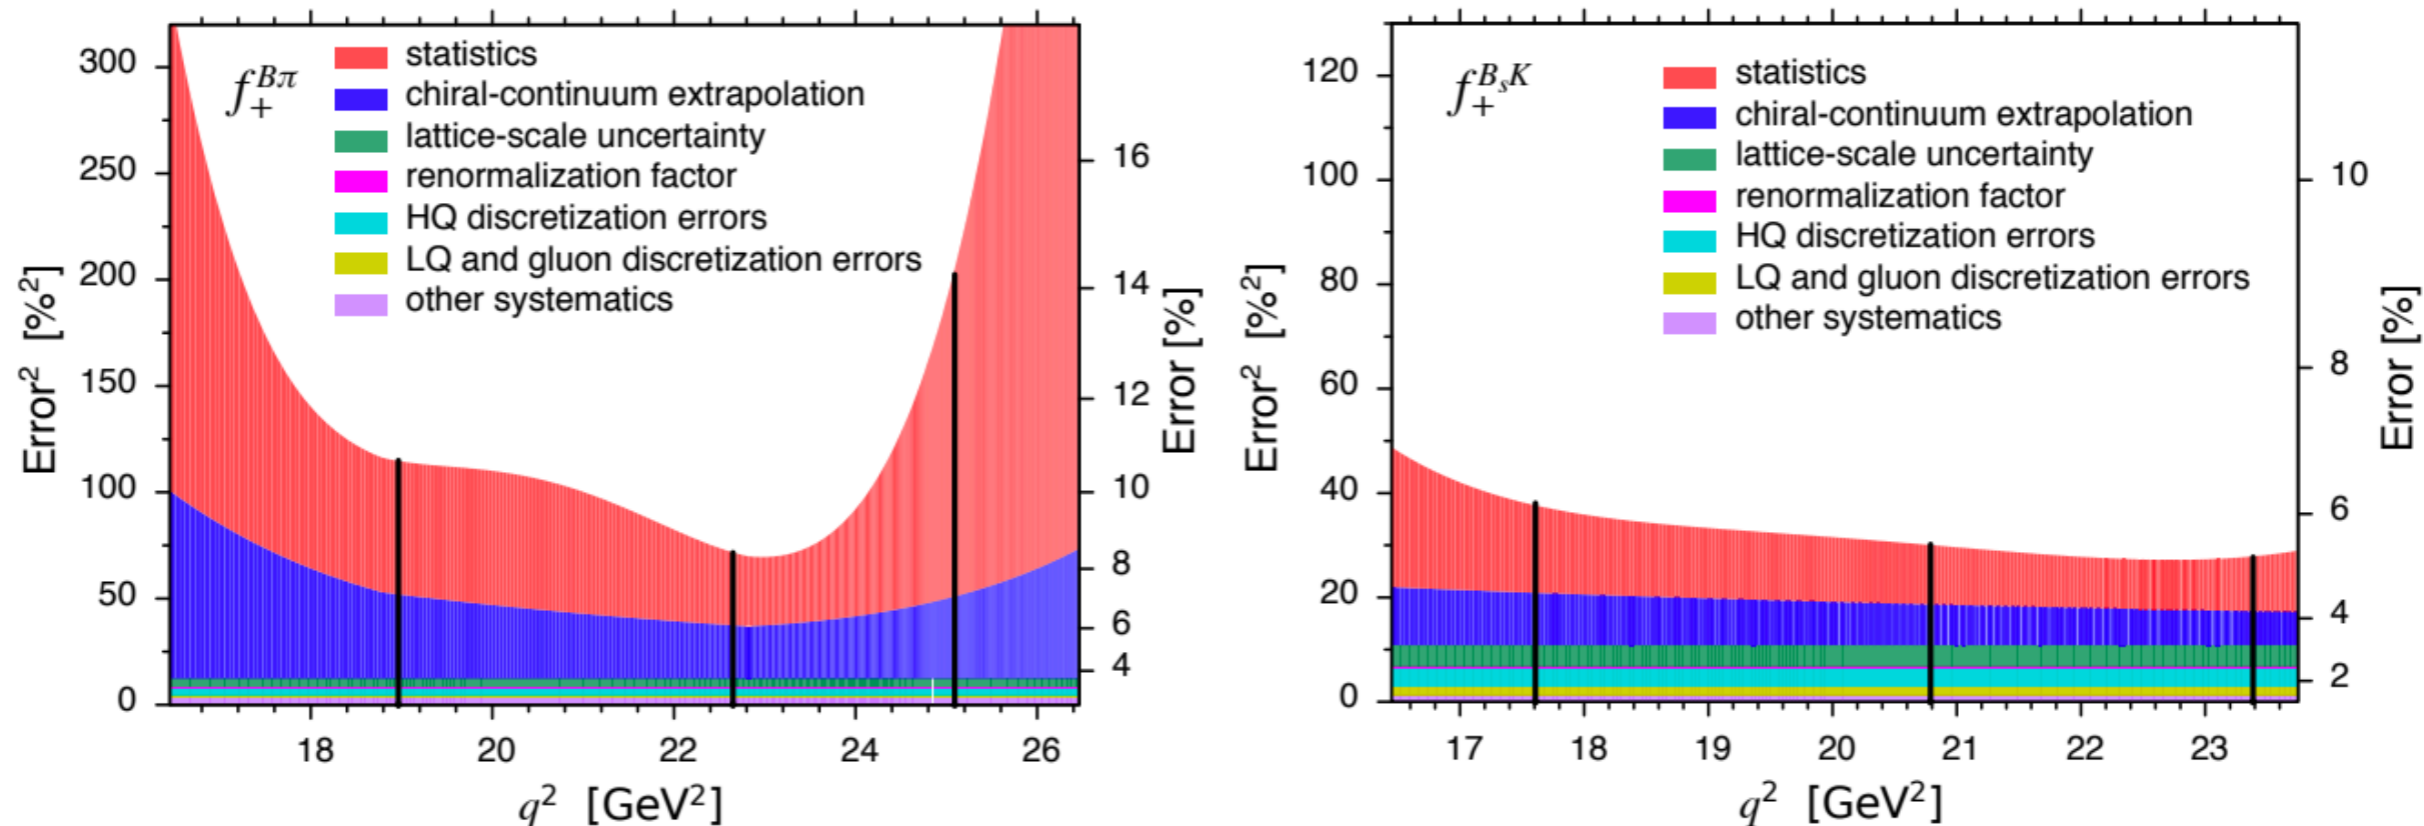 300
250
200
150
100
50
0
Error² [%²]
f₊^{Bπ}
statistics
chiral-continuum extrapolation
lattice-scale uncertainty
renormalization factor
HQ discretization errors
LQ and gluon discretization errors
other systematics
16
14
12
10
8
6
4
Error [%]
18 20 22 24 26
q² [GeV²]
120
100
80
60
40
20
0
Error² [%²]
f₊^{BₛK}
statistics
chiral-continuum extrapolation
lattice-scale uncertainty
renormalization factor
HQ discretization errors
LQ and gluon discretization errors
other systematics
10
8
6
4
2
Error [%]
17 18 19 20 21 22 23
q² [GeV²]